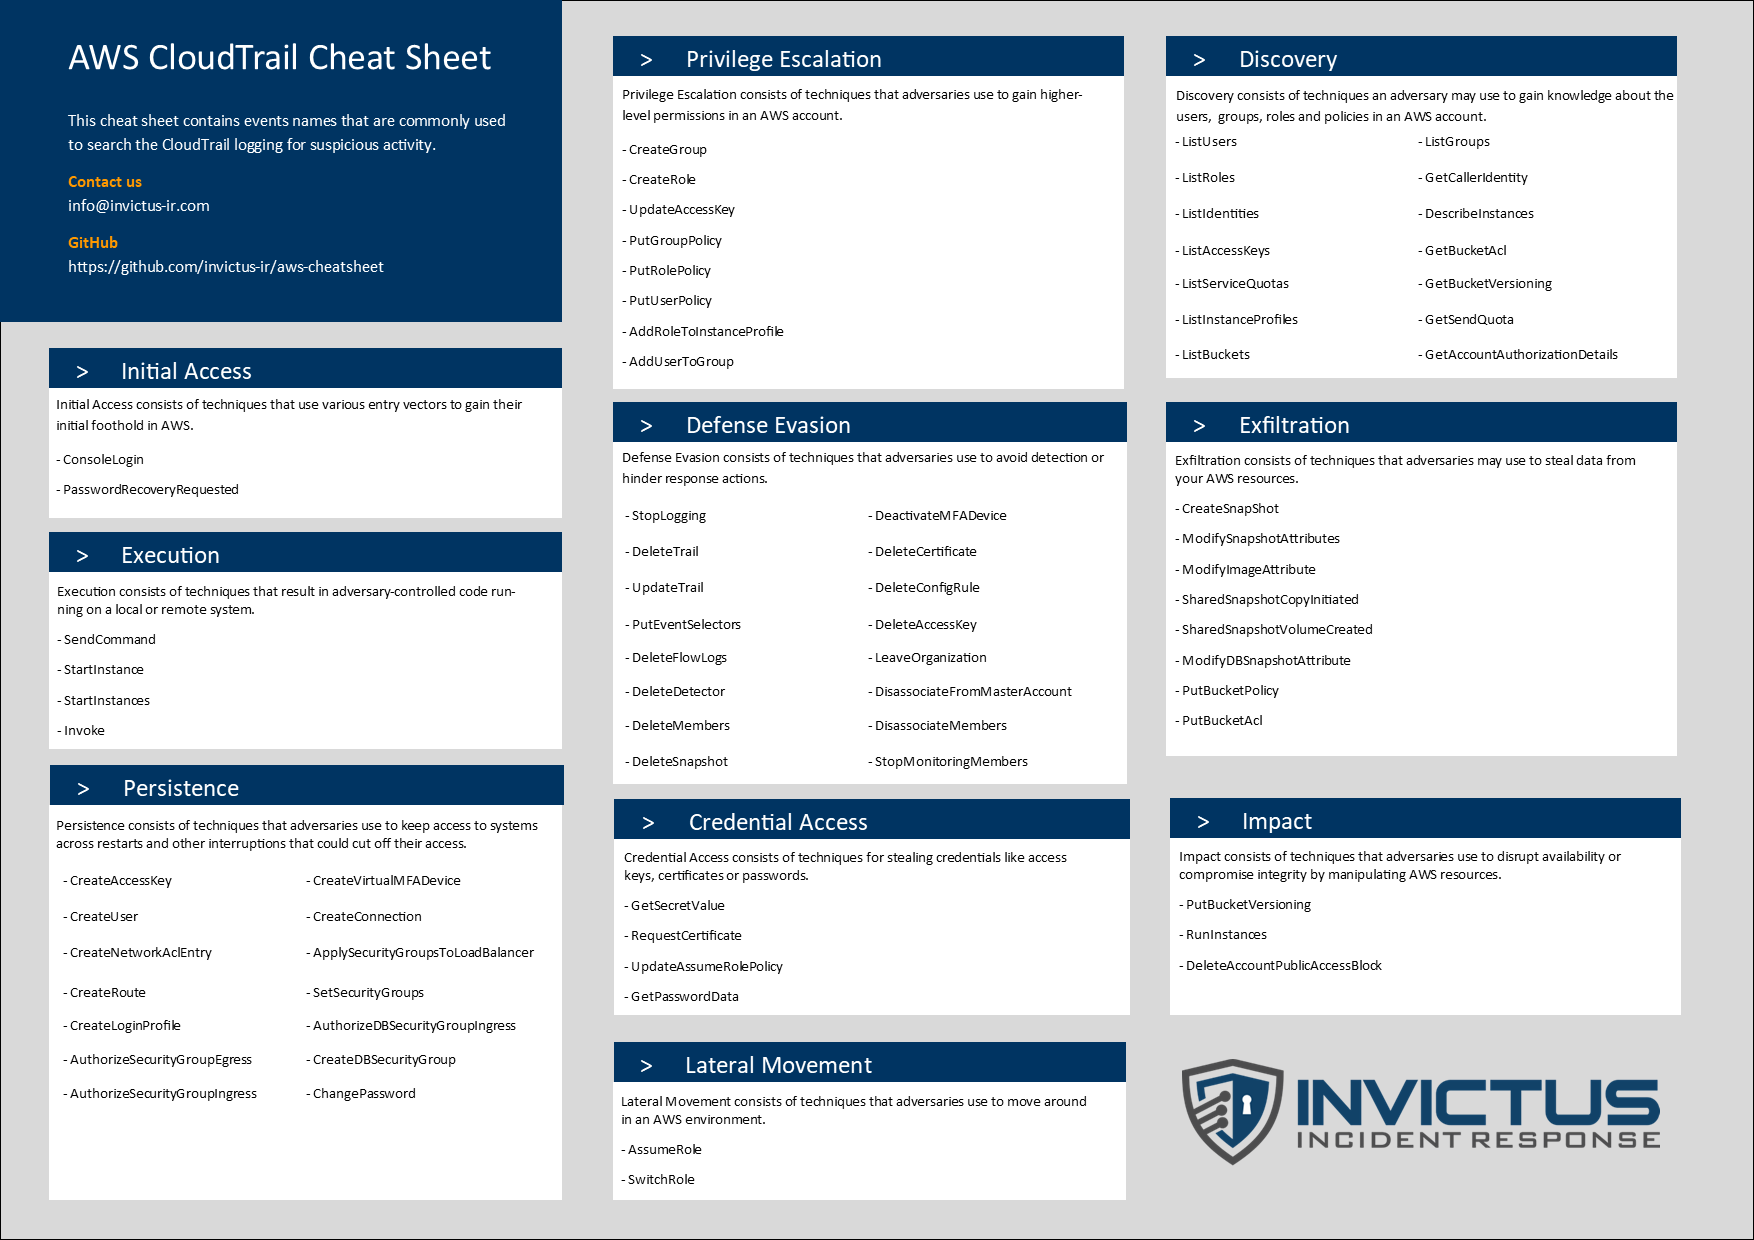 AWS CloudTrail Cheat Sheet
This cheat sheet contains events names that are commonly used
to search the CloudTrail logging for suspicious activity.
Contact us
info@invictus-ir.com
GitHub
https://github.com/invictus-ir/aws-cheatsheet
> Initial Access
Initial Access consists of techniques that use various entry vectors to gain their
initial foothold in AWS.
- ConsoleLogin
- PasswordRecoveryRequested
> Execution
Execution consists of techniques that result in adversary-controlled code run-
ning on a local or remote system.
- SendCommand
- StartInstance
- StartInstances
- Invoke
> Persistence
Persistence consists of techniques that adversaries use to keep access to systems
across restarts and other interruptions that could cut off their access.
- CreateAccessKey
- CreateUser
- CreateNetworkAclEntry
- CreateRoute
- CreateLoginProfile
- AuthorizeSecurityGroupEgress
- AuthorizeSecurityGroupIngress
- CreateVirtualMFADevice
- CreateConnection
- ApplySecurityGroupsToLoadBalancer
- SetSecurityGroups
- AuthorizeDBSecurityGroupIngress
- CreateDBSecurityGroup
- ChangePassword
> Privilege Escalation
Privilege Escalation consists of techniques that adversaries use to gain higher-
level permissions in an AWS account.
- CreateGroup
- CreateRole
- UpdateAccessKey
- PutGroupPolicy
- PutRolePolicy
- PutUserPolicy
- AddRoleToInstanceProfile
- AddUserToGroup
> Defense Evasion
Defense Evasion consists of techniques that adversaries use to avoid detection or
hinder response actions.
- StopLogging
- DeleteTrail
- UpdateTrail
- PutEventSelectors
- DeleteFlowLogs
- DeleteDetector
- DeleteMembers
- DeleteSnapshot
- DeactivateMFADevice
- DeleteCertificate
- DeleteConfigRule
- DeleteAccessKey
- LeaveOrganization
- DisassociateFromMasterAccount
- DisassociateMembers
- StopMonitoringMembers
> Credential Access
Credential Access consists of techniques for stealing credentials like access
keys, certificates or passwords.
- GetSecretValue
- RequestCertificate
- UpdateAssumeRolePolicy
- GetPasswordData
> Lateral Movement
Lateral Movement consists of techniques that adversaries use to move around
in an AWS environment.
- AssumeRole
- SwitchRole
> Discovery
Discovery consists of techniques an adversary may use to gain knowledge about the
users, groups, roles and policies in an AWS account.
- ListUsers
- ListRoles
- ListIdentities
- ListAccessKeys
- ListServiceQuotas
- ListInstanceProfiles
- ListBuckets
- ListGroups
- GetCallerIdentity
- DescribeInstances
- GetBucketAcl
- GetBucketVersioning
- GetSendQuota
- GetAccountAuthorizationDetails
> Exfiltration
Exfiltration consists of techniques that adversaries may use to steal data from
your AWS resources.
- CreateSnapShot
- ModifySnapshotAttributes
- ModifyImageAttribute
- SharedSnapshotCopyInitiated
- SharedSnapshotVolumeCreated
- ModifyDBSnapshotAttribute
- PutBucketPolicy
- PutBucketAcl
> Impact
Impact consists of techniques that adversaries use to disrupt availability or
compromise integrity by manipulating AWS resources.
- PutBucketVersioning
- RunInstances
- DeleteAccountPublicAccessBlock
INVICTUS
INCIDENT RESPONSE